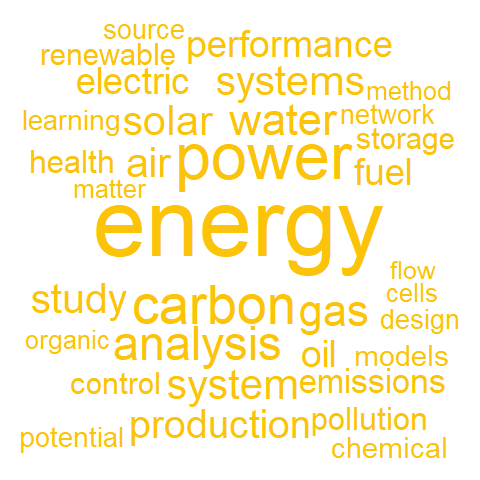 source
renewable performance
electric systems method
learning solar water network
health air power storage
matter fuel
energy
flow
study carbon gas cells
organic analysis oil design
models
control system emissions
potential production pollution
chemical